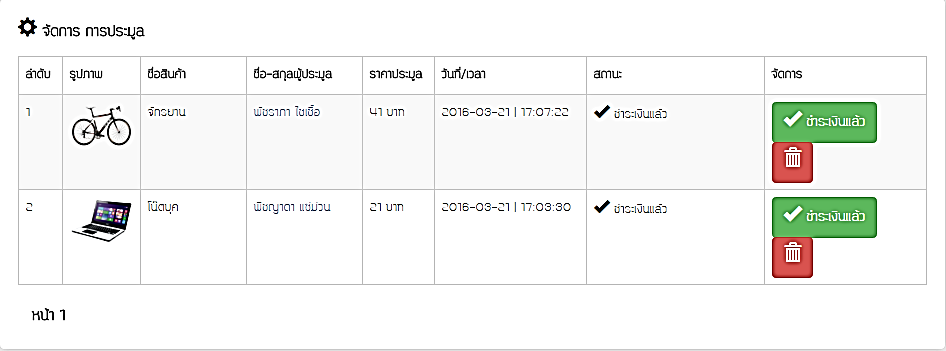 จัดการ การประมูล
ลำดับ รูปภาพ ชื่อสินค้า ชื่อ-สกุลผู้ประมูล ราคาประมูล วันที่/เวลา สถานะ จัดการ
1 จักรยาน พัชราภา ไชเชื้อ 41 บาท 2016-03-21 | 17:07:22 ชำระเงินแล้ว ชำระเงินแล้ว
2 โน๊ตบุค พิชญาดา แซ่ม่วน 21 บาท 2016-03-21 | 17:03:30 ชำระเงินแล้ว ชำระเงินแล้ว
หน้า 1